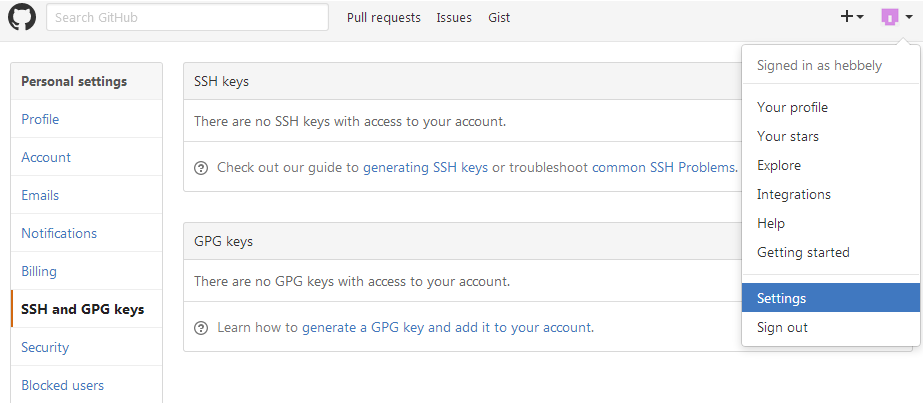 Search GitHub
Pull requests Issues Gist
Personal settings
Profile
Account
Emails
Notifications
Billing
SSH and GPG keys
Security
Blocked users
SSH keys
There are no SSH keys with access to your account.
Check out our guide to generating SSH keys or troubleshoot common SSH Problems.
GPG keys
There are no GPG keys with access to your account.
Learn how to generate a GPG key and add it to your account.
Signed in as hebbely
Your profile
Your stars
Explore
Integrations
Help
Getting started
Settings
Sign out